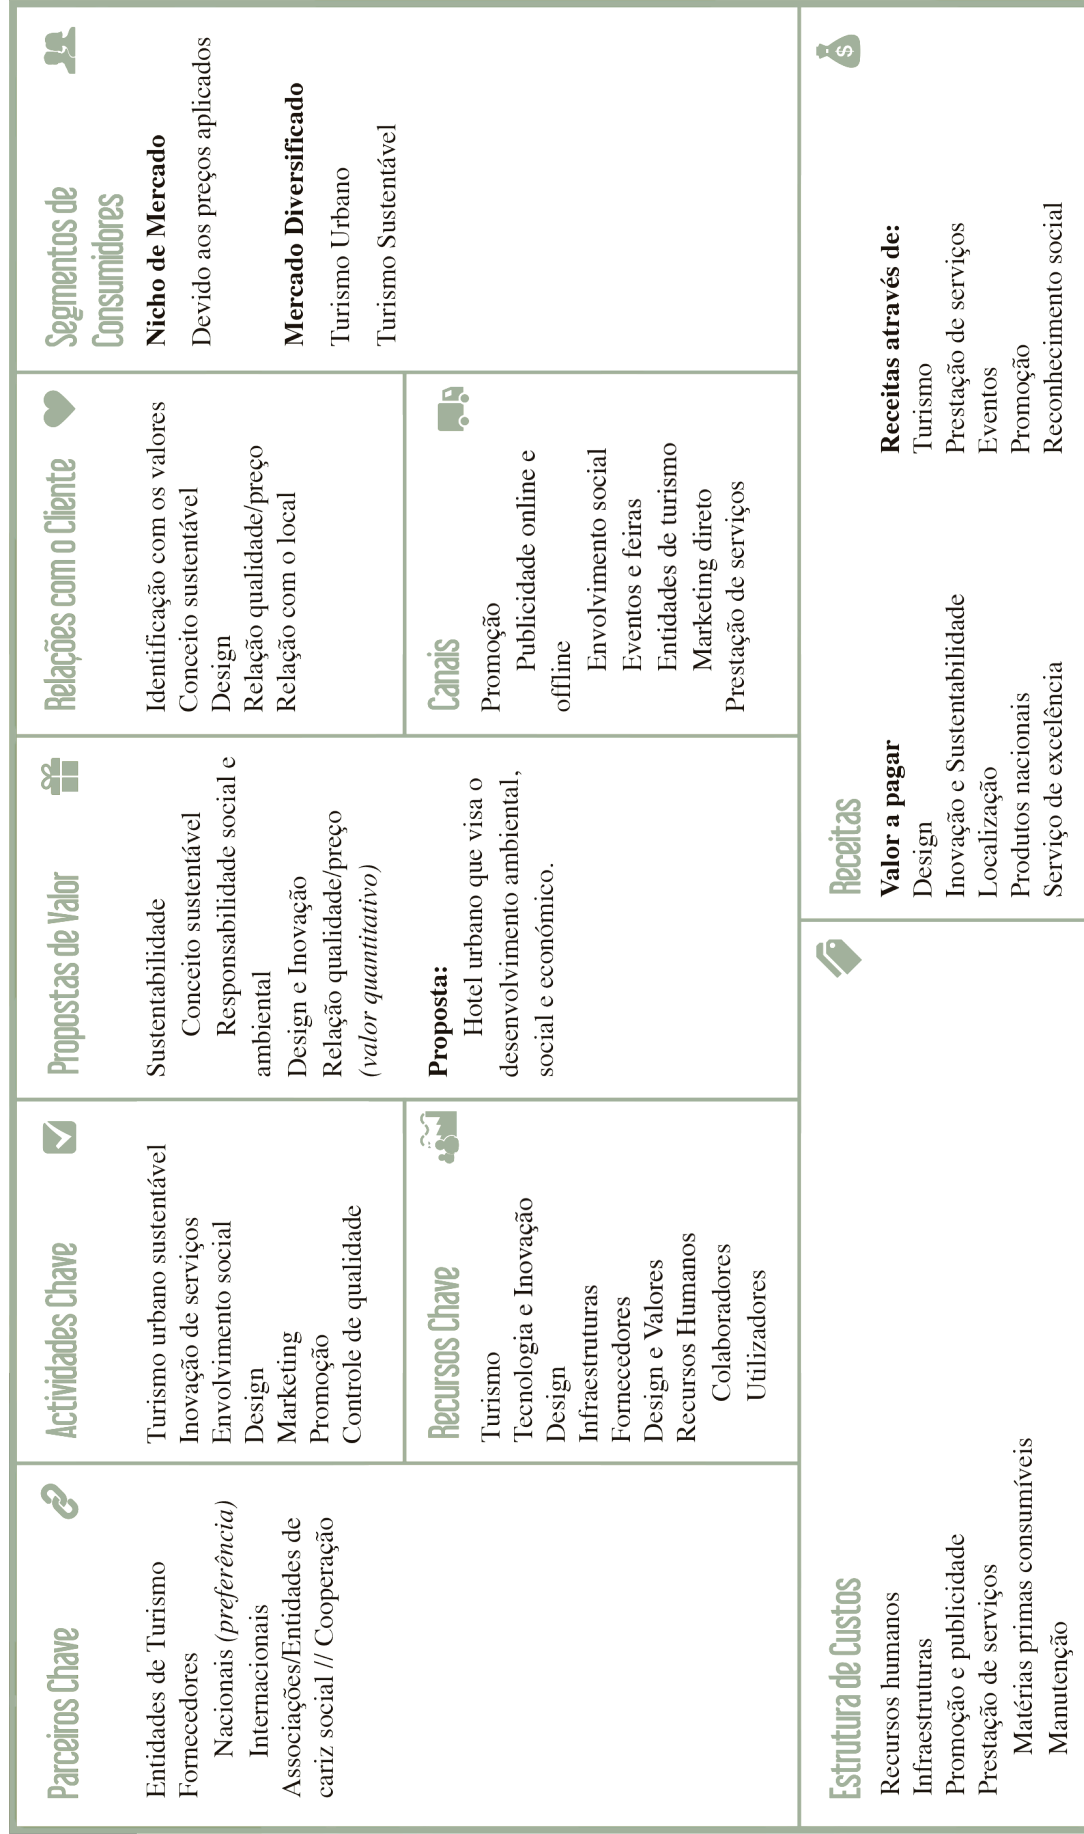 Parceiros Chave
Entidades de Turismo
Fornecedores
Nacionais (preferência)
Internacionais
Associações/Entidades de
cariz social // Cooperação
Actividades Chave
Turismo urbano sustentável
Inovação de serviços
Envolvimento social
Design
Marketing
Promoção
Controle de qualidade
Recursos Chave
Turismo
Tecnologia e Inovação
Design
Infraestruturas
Fornecedores
Design e Valores
Recursos Humanos
Colaboradores
Utilizadores
Propostas de Valor
Sustentabilidade
Conceito sustentável
Responsabilidade social e
ambiental
Design e Inovação
Relação qualidade/preço
(valor quantitativo)
Proposta:
Hotel urbano que visa o
desenvolvimento ambiental,
social e económico.
Relações com o Cliente
Identificação com os valores
Conceito sustentável
Design
Relação qualidade/preço
Relação com o local
Canais
Promoção
Publicidade online e
offline
Envolvimento social
Eventos e feiras
Entidades de turismo
Marketing direto
Prestação de serviços
Segmentos de
Consumidores
Nicho de Mercado
Devido aos preços aplicados
Mercado Diversificado
Turismo Urbano
Turismo Sustentável
Estrutura de Custos
Recursos humanos
Infraestruturas
Promoção e publicidade
Prestação de serviços
Matérias primas consumíveis
Manutenção
Receitas
Valor a pagar
Design
Inovação e Sustentabilidade
Localização
Produtos nacionais
Serviço de excelência
Receitas através de:
Turismo
Prestação de serviços
Eventos
Promoção
Reconhecimento social
$